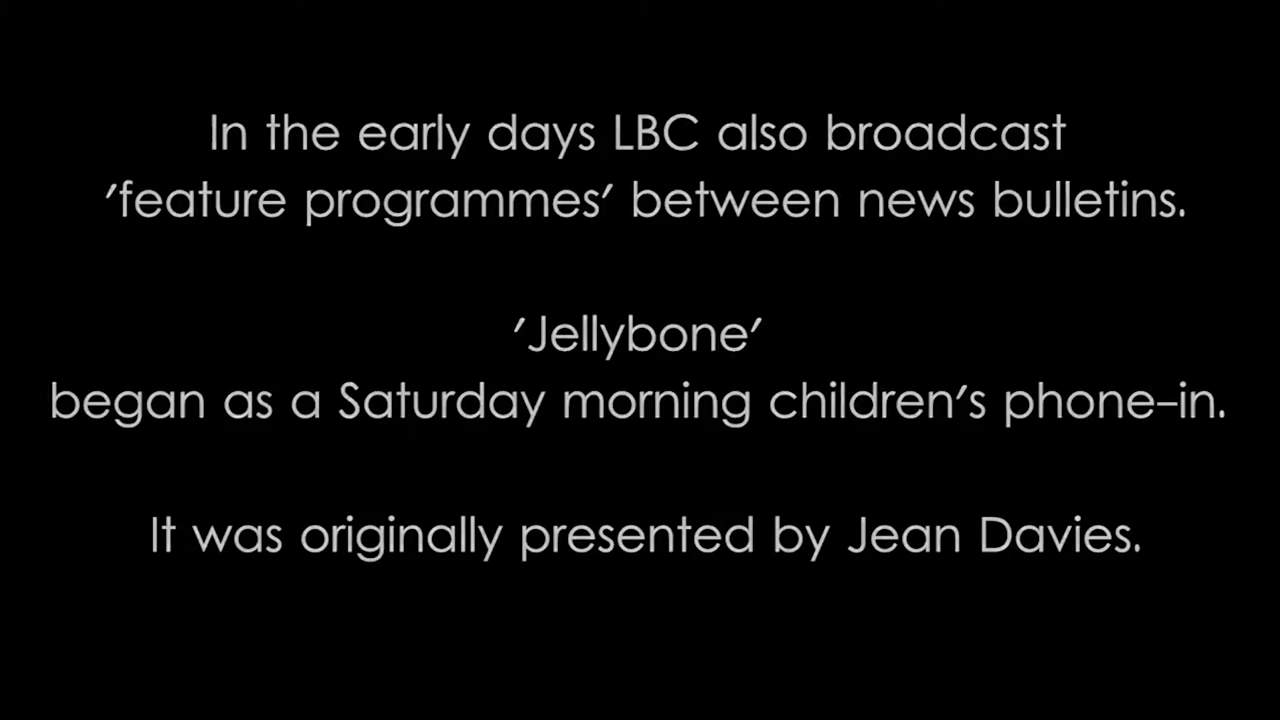 In the early days LBC also broadcast
'feature programmes' between news bulletins.
'Jellybone'
began as a Saturday morning children's phone-in.
It was originally presented by Jean Davies.